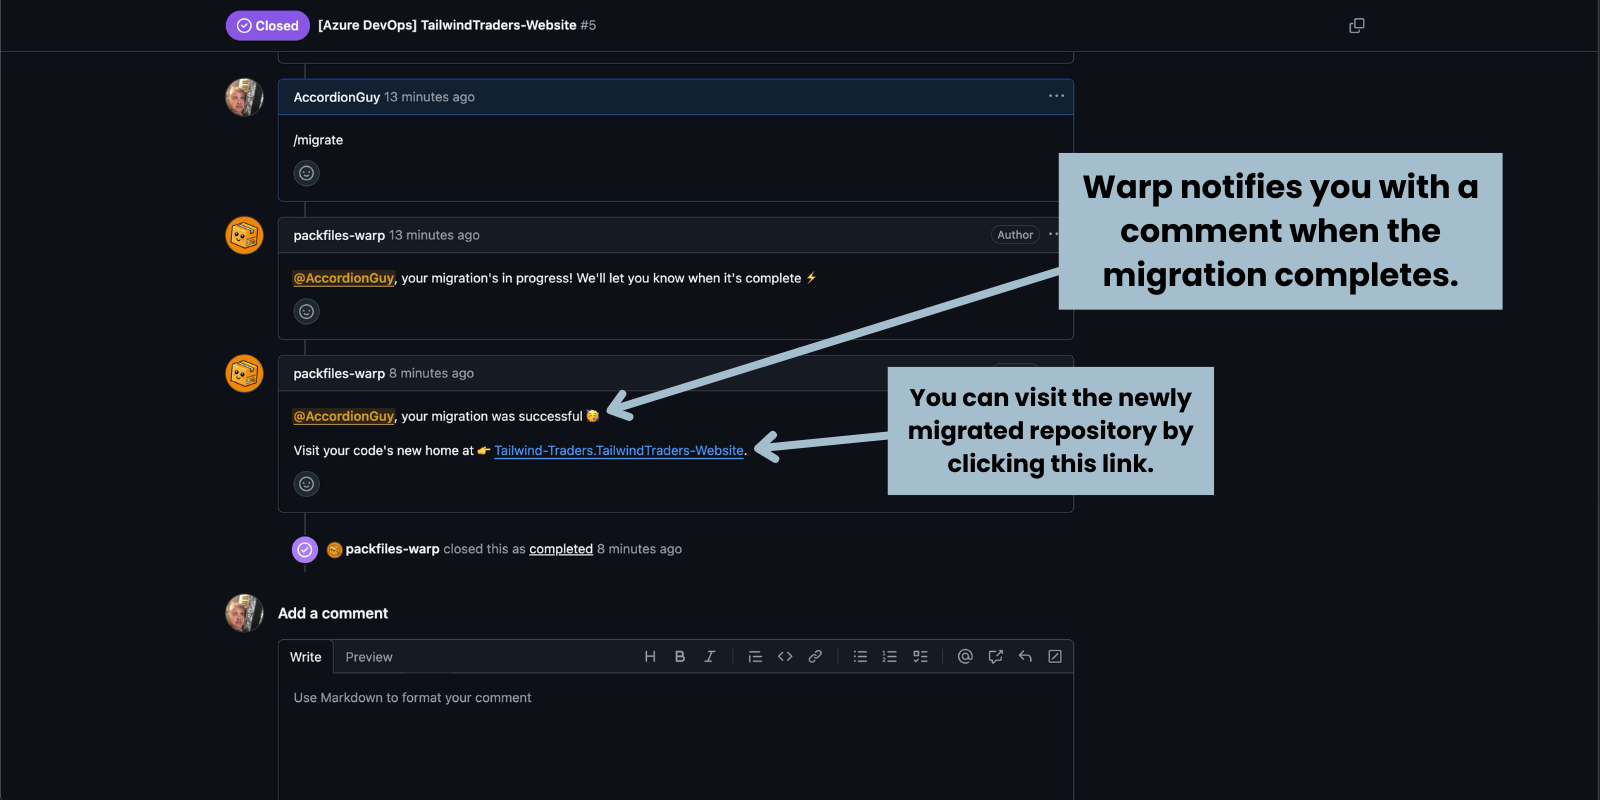 Closed [Azure DevOps] TailwindTraders-Website #5
AccordionGuy 13 minutes ago
/migrate
packfiles-warp 13 minutes ago Author
@AccordionGuy, your migration's in progress! We'll let you know when it's complete ⚡
packfiles-warp 8 minutes ago
@AccordionGuy, your migration was successful 🥳
Visit your code's new home at 👉 Tailwind-Traders.TailwindTraders-Website.
packfiles-warp closed this as completed 8 minutes ago
Add a comment
Write Preview
Use Markdown to format your comment
Warp notifies you with a
comment when the
migration completes.
You can visit the newly
migrated repository by
clicking this link.